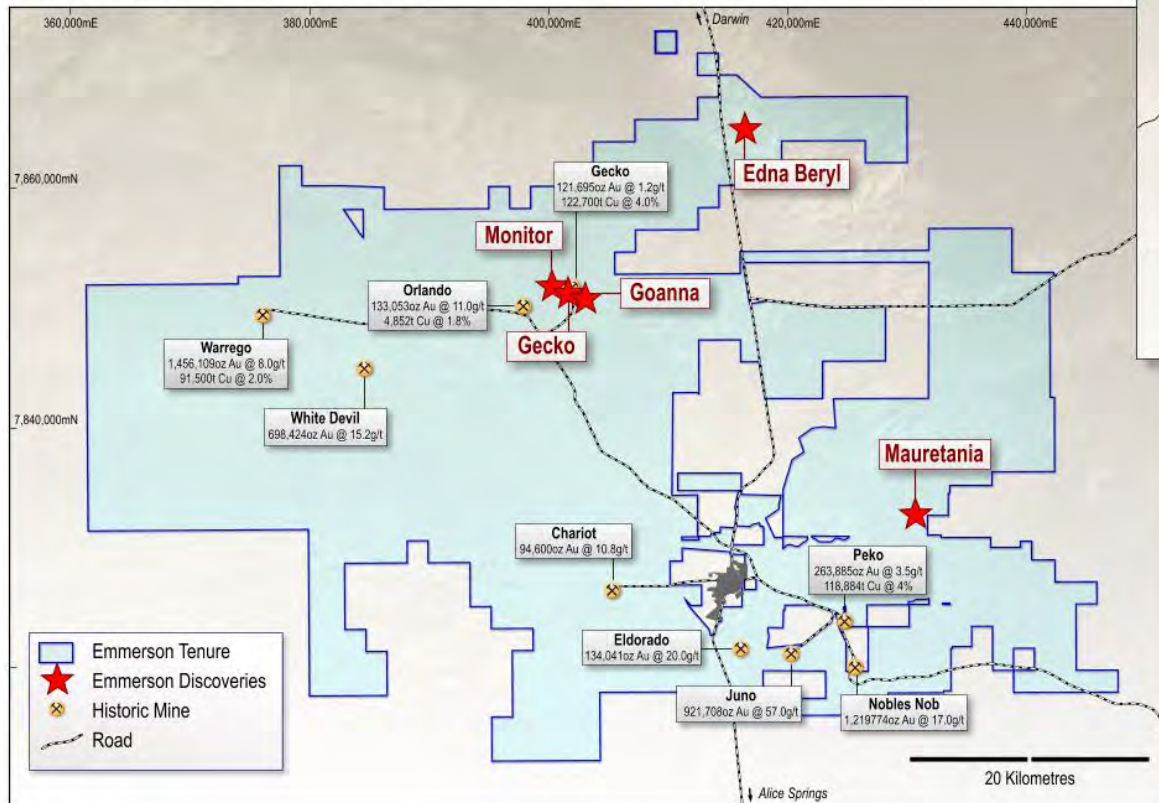 360,000mE
380,000mE
400,000mE
Darwin
420,000mE
440,000mE
7,860,000mN
7,840,000mN
Edna Beryl
Gecko
121,695oz Au @ 1.2g/t
122,700t Cu @ 4.0%
Monitor
Orlando
133,053oz Au @ 11.0g/t
4,852t Cu @ 1.8%
Goanna
Gecko
Warrego
1,456,109oz Au @ 8.0g/t
91.500t Cu @ 2.0%
White Devil
698,424oz Au @ 15.2g/t
Mauretania
Chariot
94,600oz Au @ 10.8g/t
Peko
263,885oz Au @ 3.5g/t
118,884t Cu @ 4%
Eldorado
134,041oz Au @ 20.0g/t
Juno
921,708oz Au @ 57.0g/t
Nobles Nob
1,219774oz Au @ 17.0g/t
Emmerson Tenure
Emmerson Discoveries
Historic Mine
Road
20 Kilometres
Alice Springs